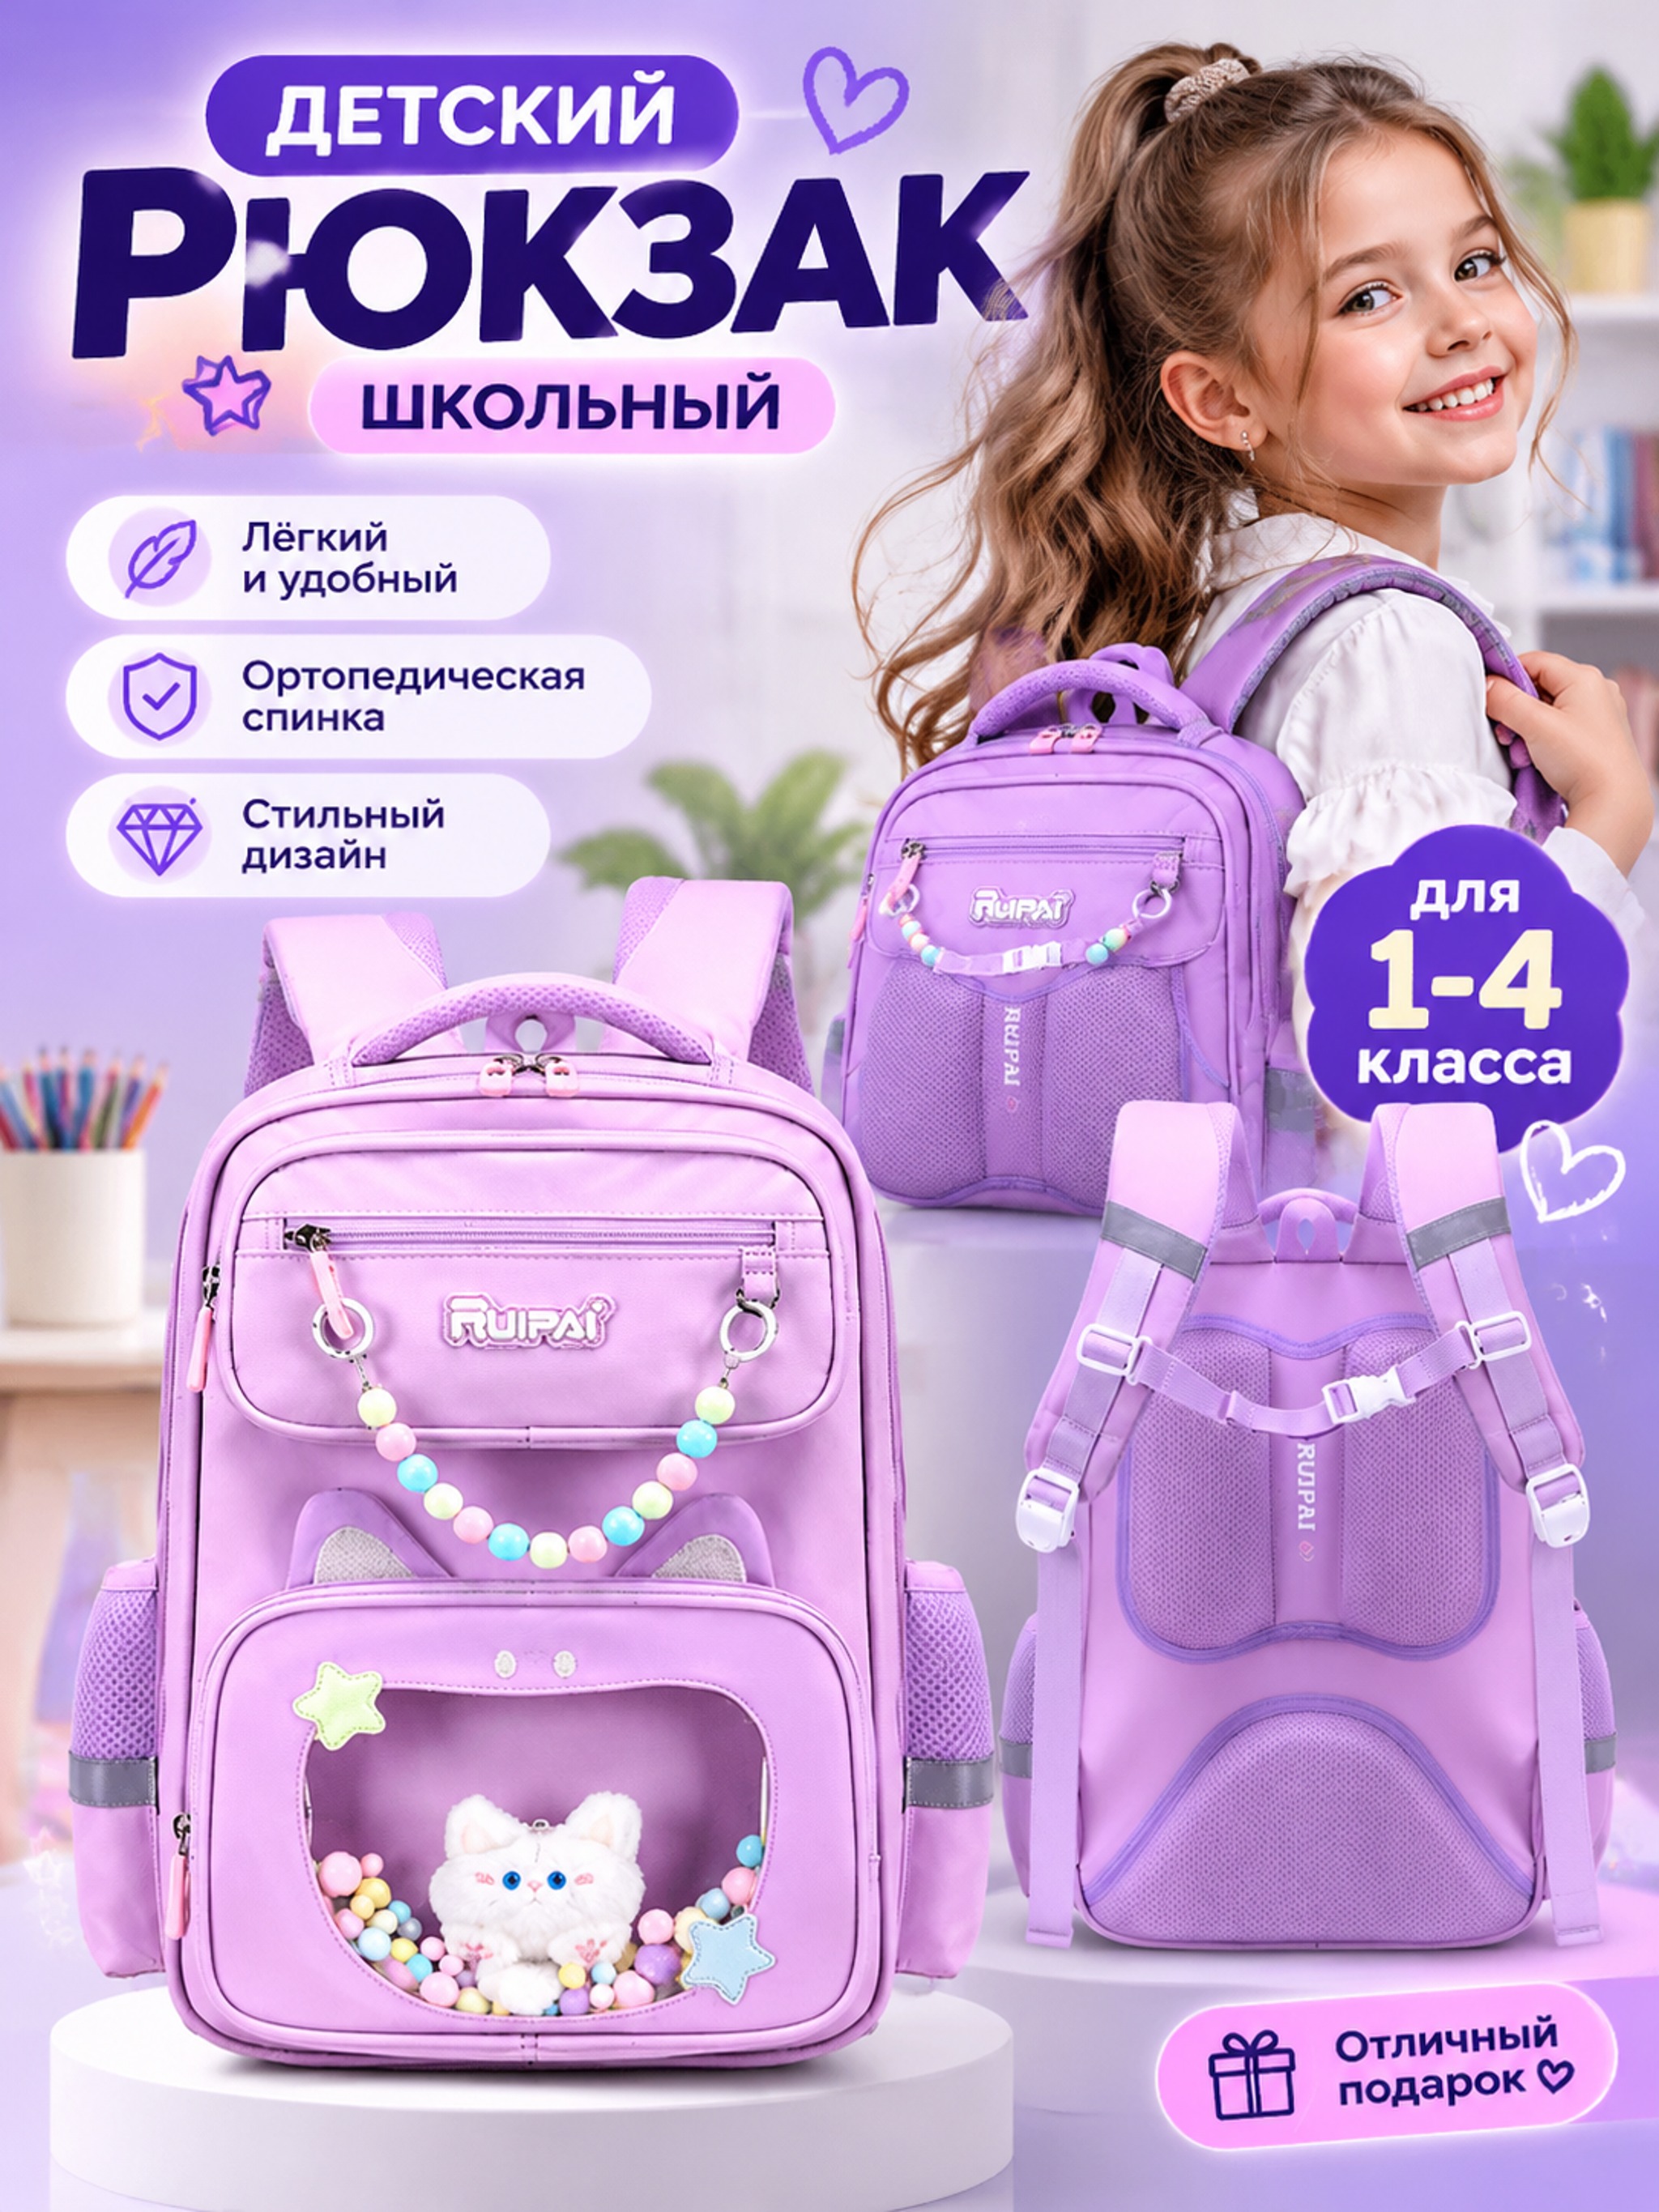 ДЕТСКИЙ
РЮКЗАК
ШКОЛЬНЫЙ
Лёгкий
и удобный
Ортопедическая
спинка
Стильный
дизайн
RUIPAI
RUIPAI
для
1-4
класса
RUIPAI
RUIPAI
Отличный
подарок